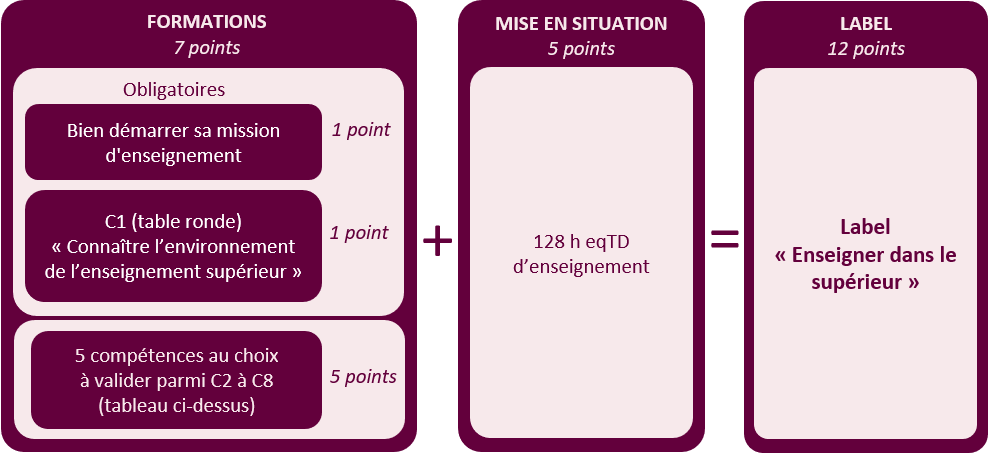 FORMATIONS
7 points
Obligatoires
Bien démarrer sa mission
d'enseignement
1 point
C1 (table ronde)
« Connaître l’environnement
de l’enseignement supérieur »
1 point
5 compétences au choix
à valider parmi C2 à C8
(tableau ci-dessus)
5 points
+
MISE EN SITUATION
5 points
128 h eqTD
d’enseignement
=
LABEL
12 points
Label
« Enseigner dans le
supérieur »